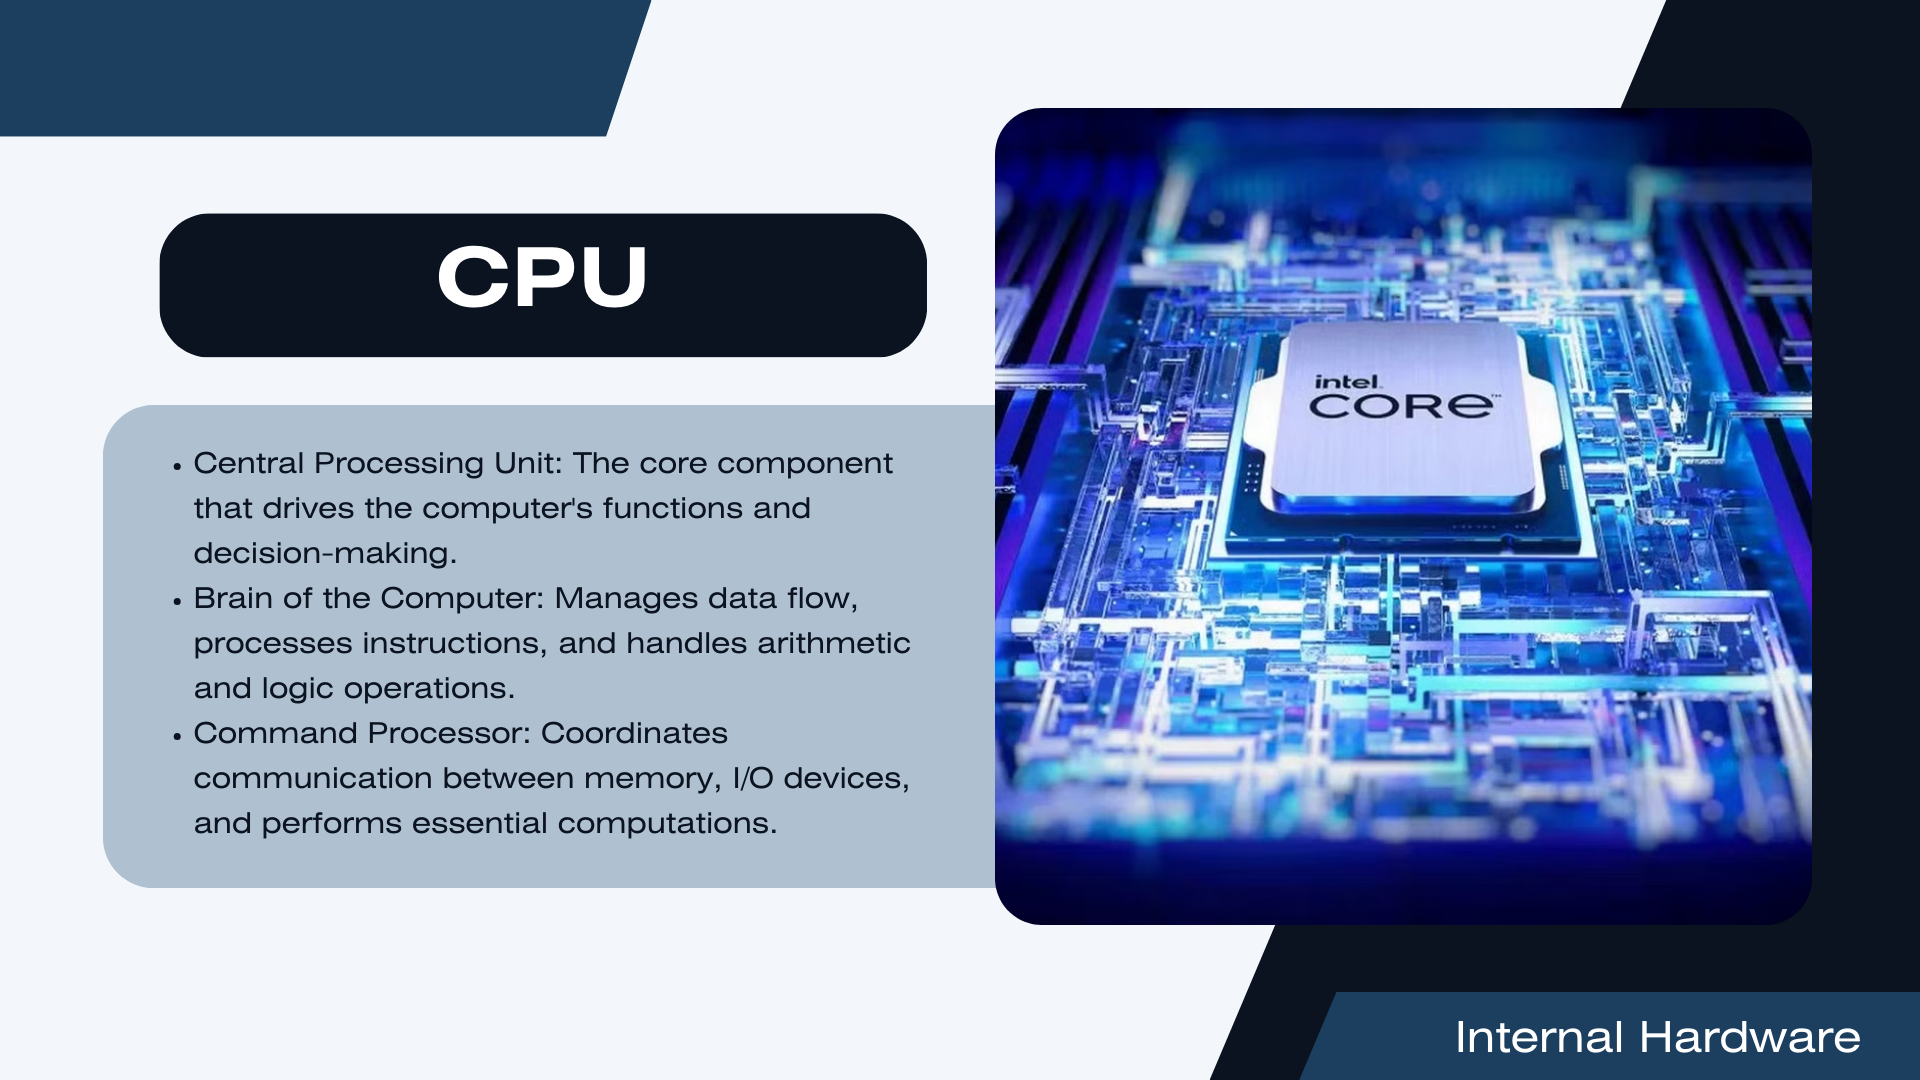 CPU
• Central Processing Unit: The core component
that drives the computer's functions and
decision-making.
• Brain of the Computer: Manages data flow,
processes instructions, and handles arithmetic
and logic operations.
• Command Processor: Coordinates
communication between memory, I/O devices,
and performs essential computations.
intel.
CORE™
Internal Hardware